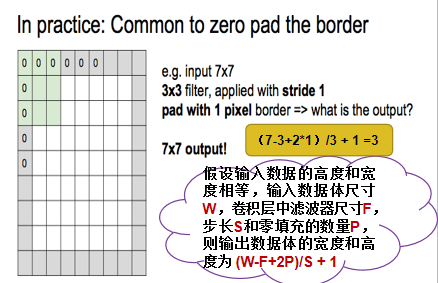 In practice: Common to zero pad the border
0 0 0 0 0 0
0
0
0
0
e.g. input 7x7
3x3 filter, applied with stride 1
pad with 1 pixel border => what is the output?
7x7 output!
（7-3+2*1）/3 + 1 =3
假设输入数据的高度和宽
度相等，输入数据体尺寸
W，卷积层中滤波器尺寸F，
步长S和零填充的数量P，
则输出数据体的宽度和高
度为 (W-F+2P)/S + 1